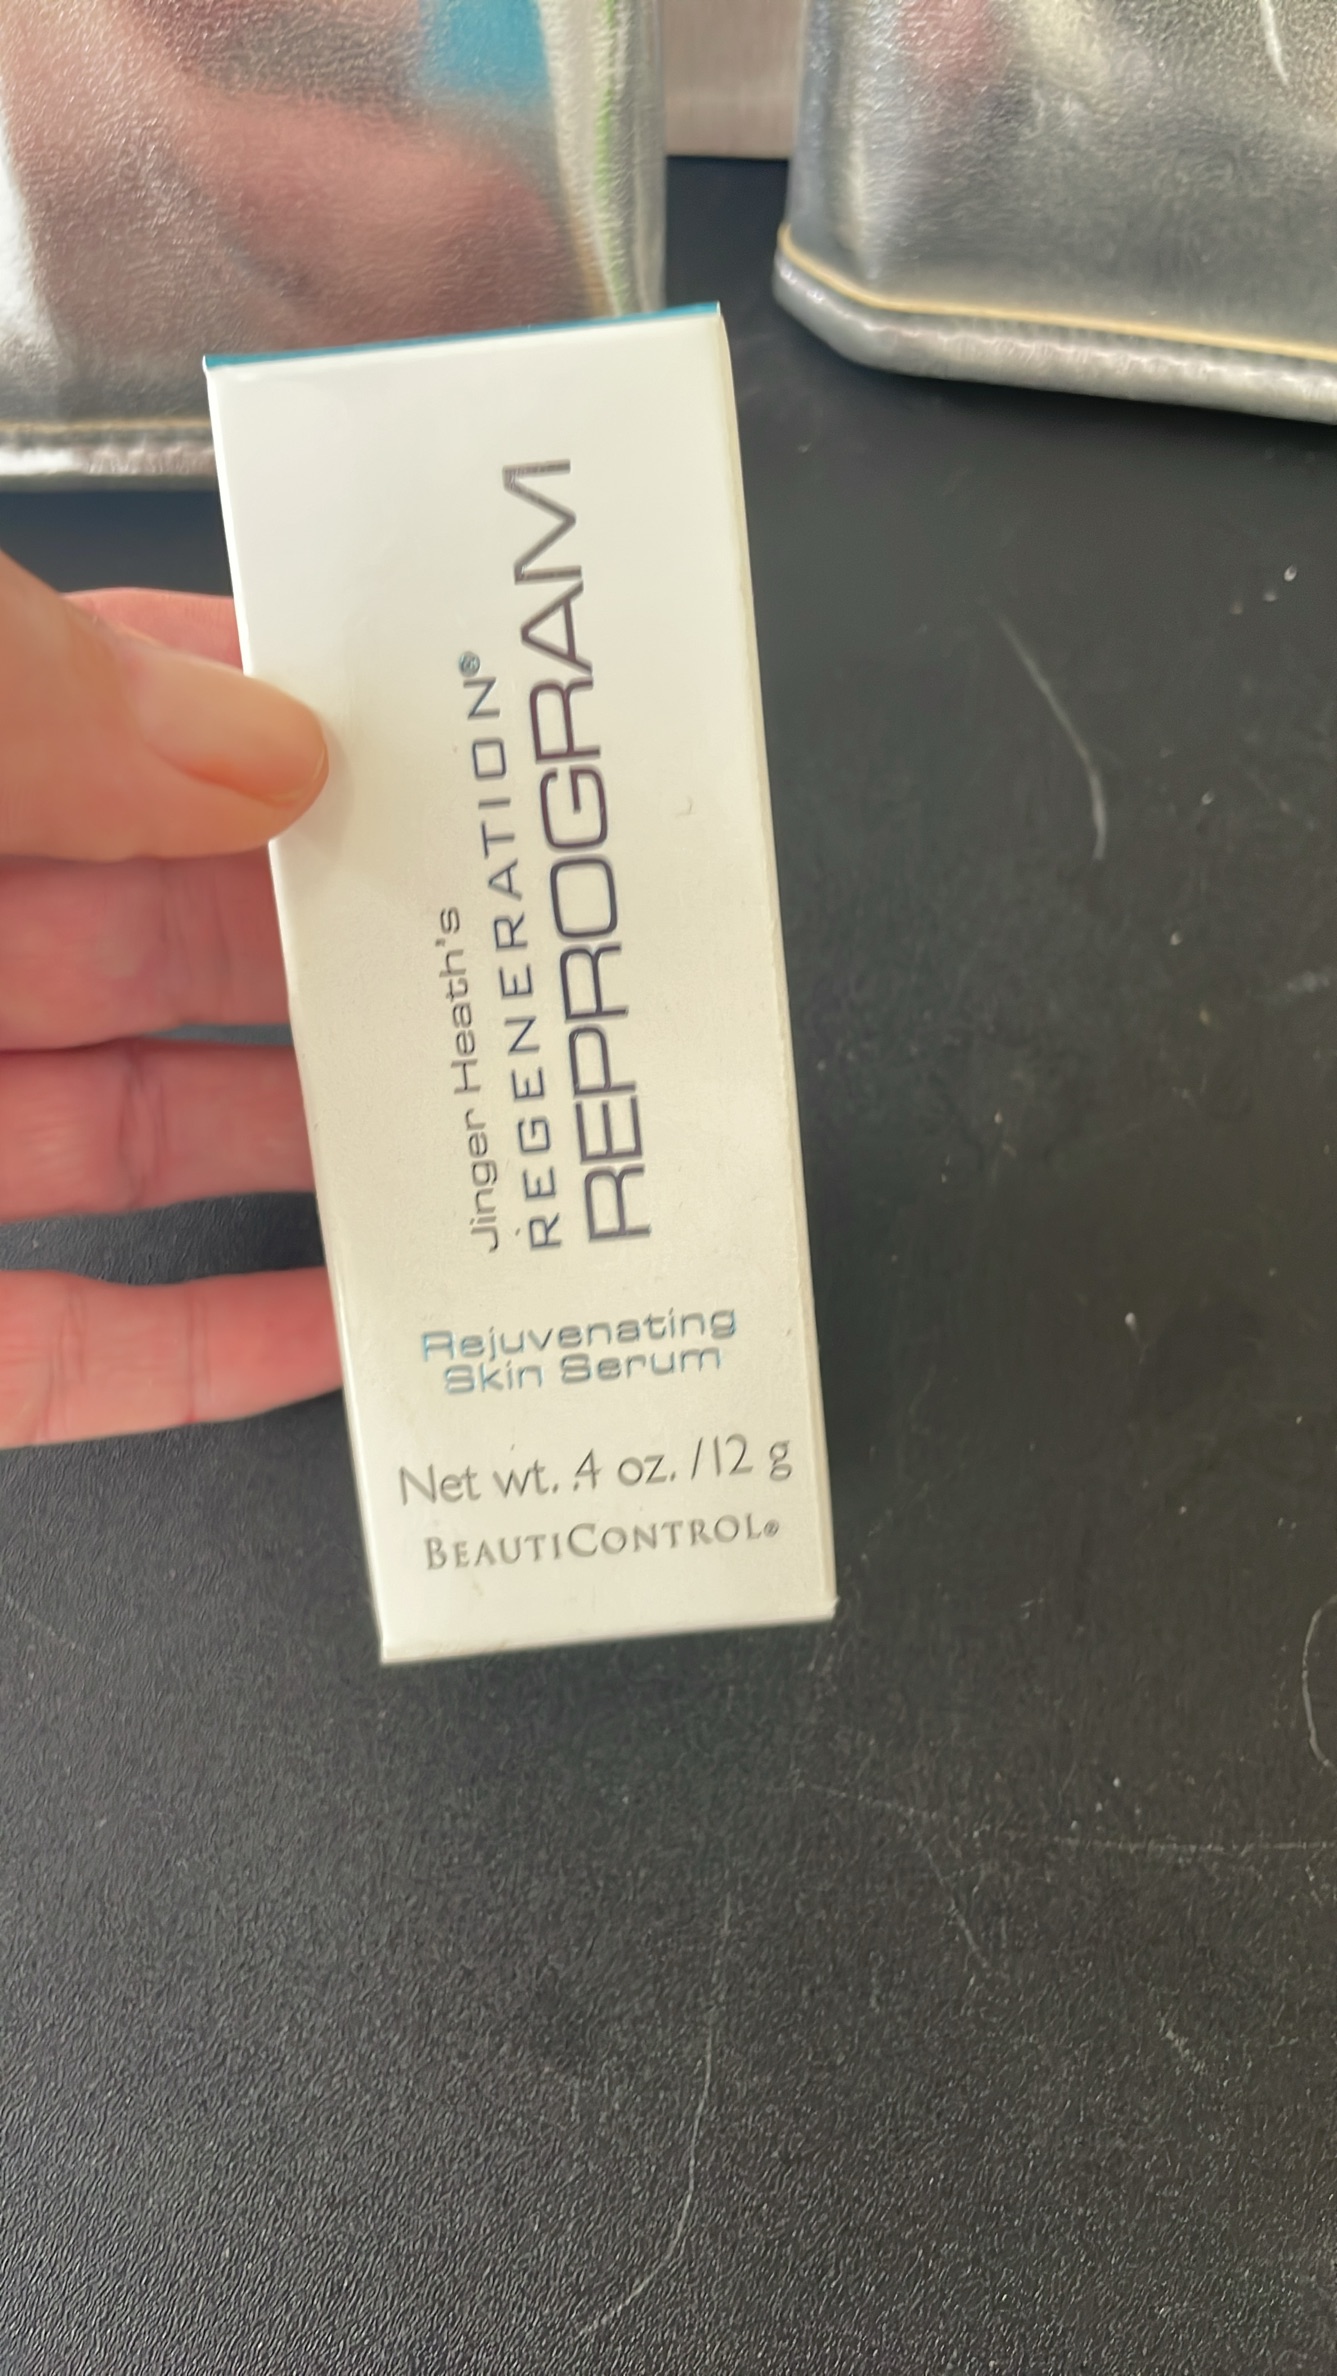 Jinger Heath's
REGENERATION®
REPROGRAM
Rejuvenating
Skin Serum
Net wt. .4 oz. /12 g
BEAUTICONTROL®